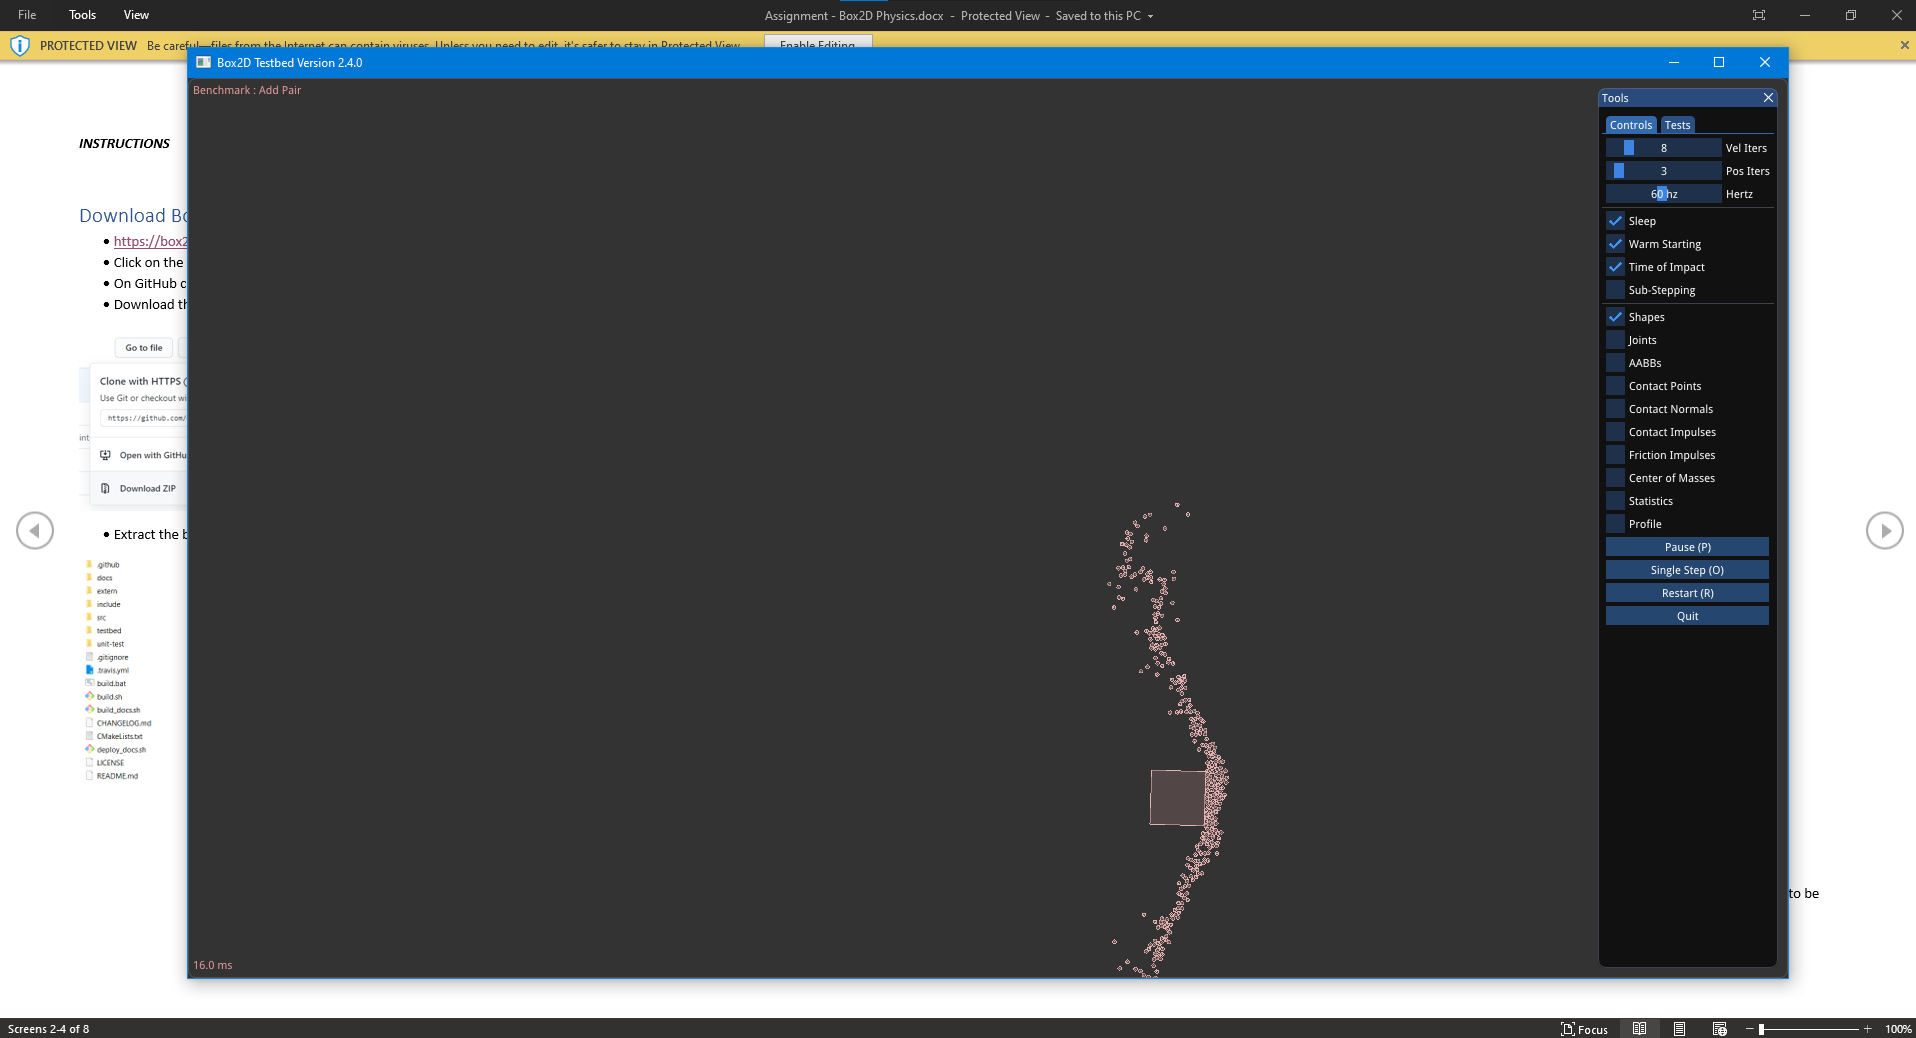 File Tools View
Assignment - Box2D Physics.docx - Protected View - Saved to this PC
PROTECTED VIEW Be careful—files from the Internet can contain viruses. Unless you need to edit, it's safer to stay in Protected View.
Enable Editing
Box2D Testbed Version 2.4.0
Benchmark : Add Pair
Tools
Controls Tests
8 Vel Iters
3 Pos Iters
60 hz Hertz
Sleep
Warm Starting
Time of Impact
Sub-Stepping
Shapes
Joints
AABBs
Contact Points
Contact Normals
Contact Impulses
Friction Impulses
Center of Masses
Statistics
Profile
Pause (P)
Single Step (O)
Restart (R)
Quit
16.0 ms
INSTRUCTIONS
Download Bo
• https://box2
• Click on the
• On GitHub c
• Download th
Go to file
Clone with HTTPS
Use Git or checkout wi
https://github.com/
int
Open with GitHu
Download ZIP
• Extract the b
.github
docs
extern
include
src
testbed
unit-test
.gitignore
.travis.yml
build.bat
build.sh
build_docs.sh
CHANGELOG.md
CMakeLists.txt
deploy_docs.sh
LICENSE
README.md
to be
Screens 2-4 of 8
Focus
100%